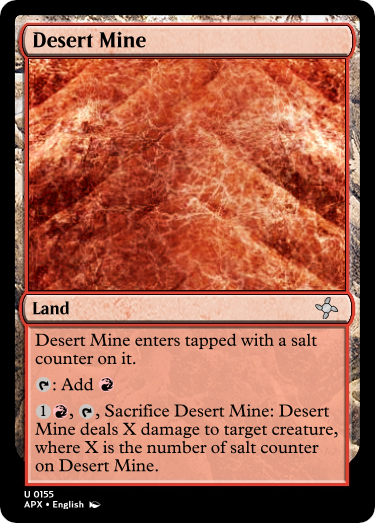 Desert Mine
Land
Desert Mine enters tapped with a salt
counter on it.
: Add
1 , , Sacrifice Desert Mine: Desert
Mine deals X damage to target creature,
where X is the number of salt counter
on Desert Mine.
U 0155
APX • English